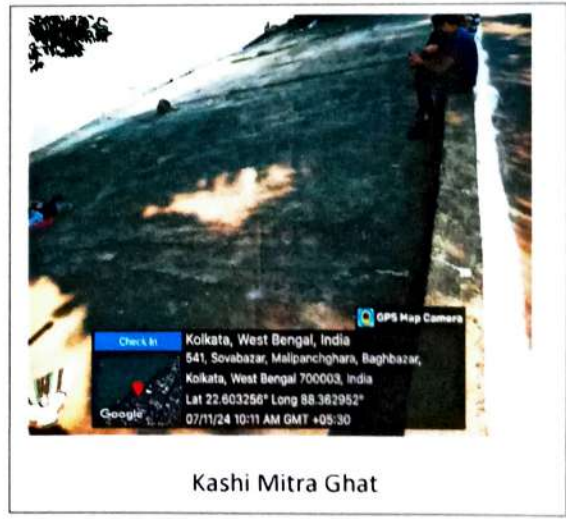 GPS Map Camera
Check In
Kolkata, West Bengal, India
541, Sovabazar, Malipanchghara, Baghbazar,
Kolkata, West Bengal 700003, India
Lat 22.603256° Long 88.362952°
07/11/24 10:11 AM GMT +05:30
Google
Kashi Mitra Ghat